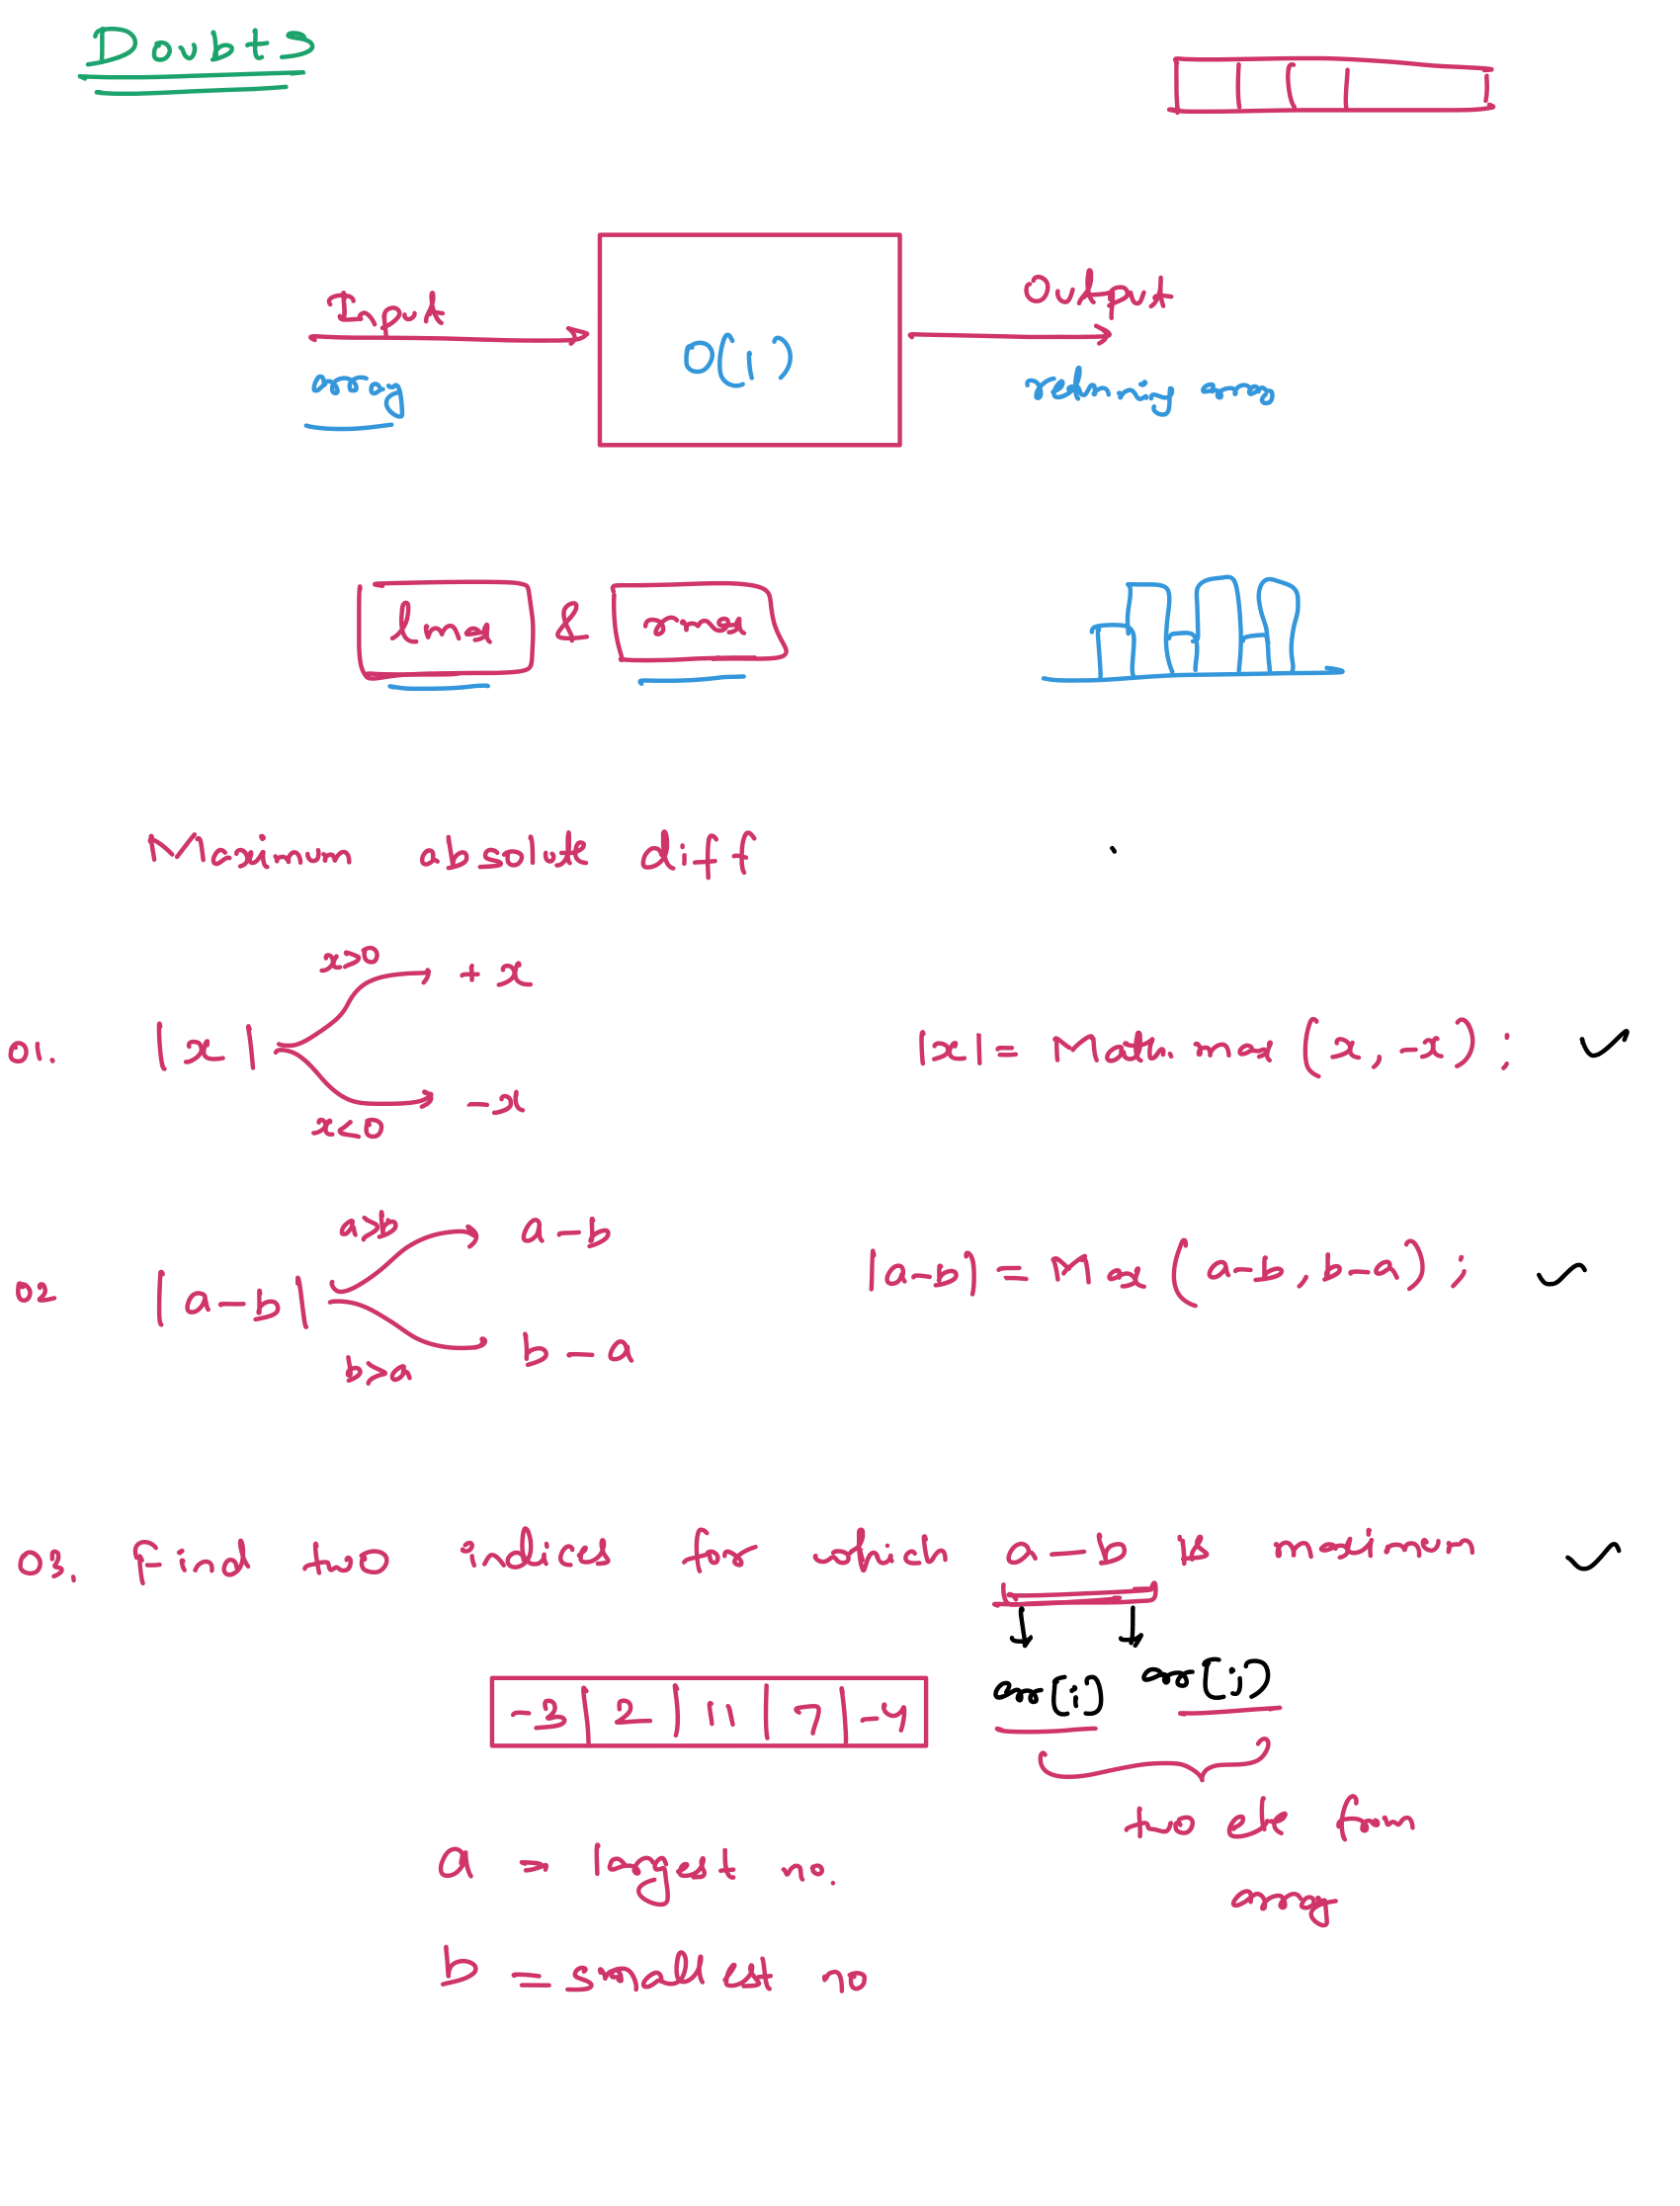 Doubts
Input
Output
array
O(1)
returning array
lmax & rmax
Maximum absolute diff
x>0
+x
01. |x|
|x| = Math.max(x, -x);
-x
x<0
a>b
a-b
02 |a-b|
|a-b| = Max(a-b, b-a);
b>a
b-a
03. Find two indices for which a-b is maximum
arr[i] arr[j]
-3 | 2 | 11 | 7 | -4
two ele from
array
a = largest no.
b = smallest no